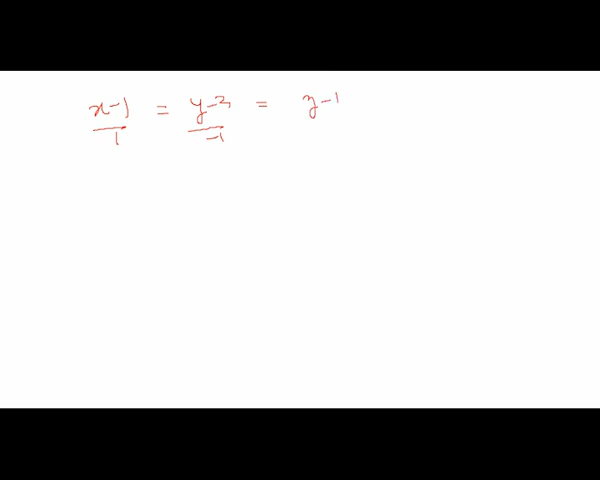 x-1 = y-2 = z-1
1 -1